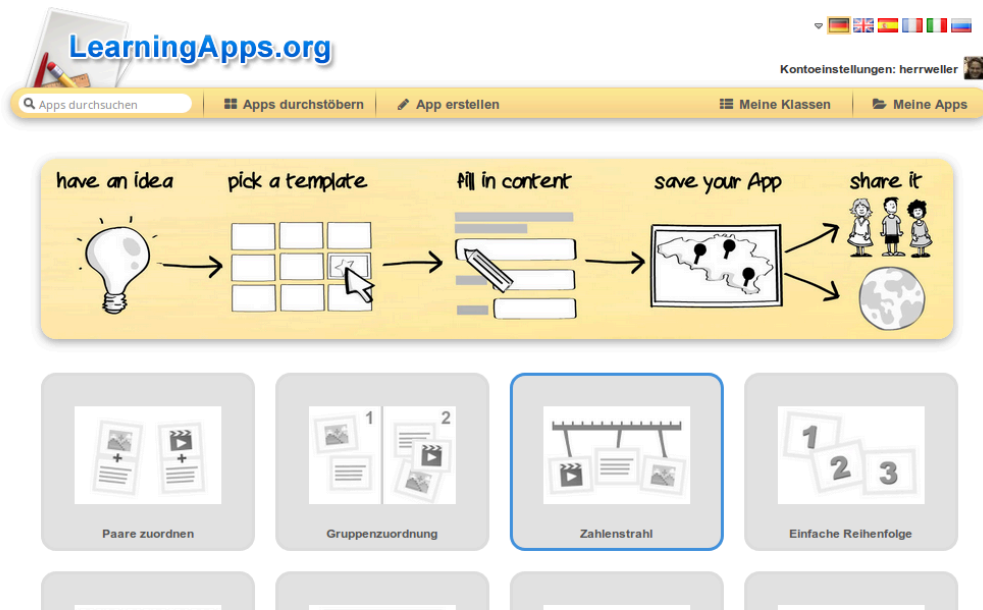 LearningApps.org
Kontoeinstellungen: herrweller
Apps durchsuchen
Apps durchstöbern
App erstellen
Meine Klassen
Meine Apps
have an idea
pick a template
fill in content
save your App
share it
1 2
1
2
3
Paare zuordnen
Gruppenzuordnung
Zahlenstrahl
Einfache Reihenfolge